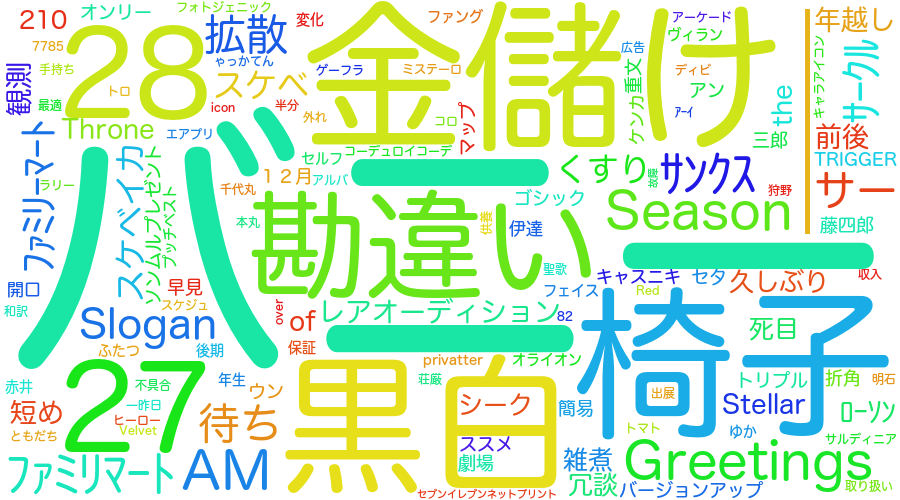 210
7785
手持ち
観測
最適
28
トロ
オンリー
フォトジェニック
変化
拡散
ゃっかてん
スケベ
icon
半分
外れ
ゲーフラ
金儲け
ミステーロ
コロ
ファング
マップ
アーケード
ヴィラン
広告
ディビ
重文
ケンカ
アン
アーイ
the
三郎
キャラアイコン
年越し
サークル
前後
TRIGGER
サー
藤四郎
Throne
エアプリ
セルフ
コーデュロイコーデ
12月
アルバ
千代丸
本丸
ファミリーマート
ラリー
スケベイカ
ソンムルプレゼント
プッチベスト
バ
ー
勘違い
供養
ゴシック
伊達
聖歌
くすり
故障
サンクス
狩野
Season
ー
キャスニキ
セタ
久しぶり
収入
開口
和訳
早見
スケジュ
Slogan
over
of
レアオーディション
フェイス
82
Red
ー
ふたつ
後期
保証
privatter
オライオン
荘厳
椅子
死目
赤井
27
不具合
一昨日
年生
ウン
短め
ともだち
ヒーロー
Velvet
待ち
黒白
シーク
ススメ
劇場
簡易
出展
トマト
トリプル
折角
明石
Stellar
ローソン
ゆか
サルディニア
ファミリマート
AM
セブンイレブンネットプリント
雑煮
冗談
Greetings
バージョンアップ
取り扱い